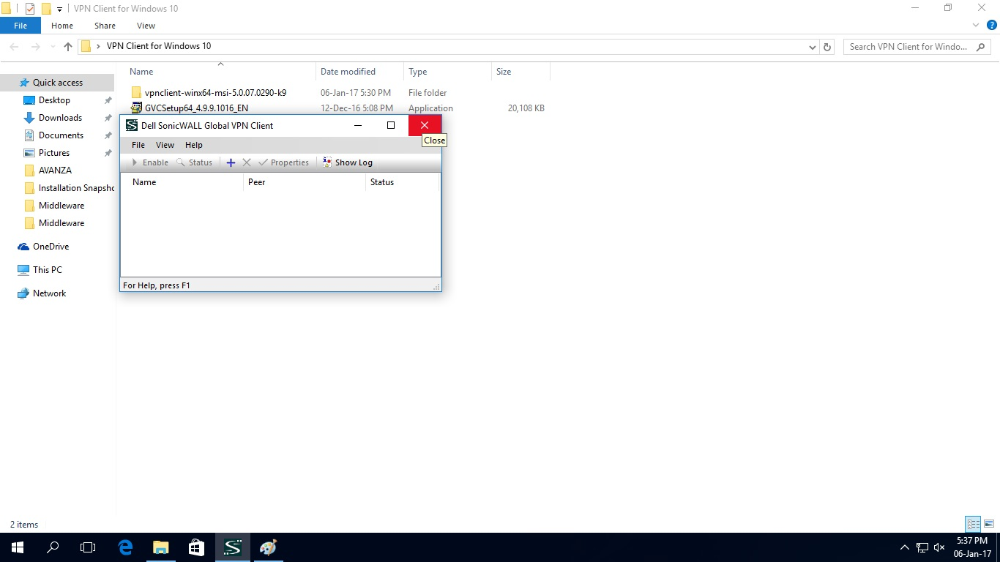 VPN Client for Windows 10
File Home Share View
VPN Client for Windows 10 Search VPN Client for Windo...
Name Date modified Type Size
Quick access
Desktop
Downloads
Documents
Pictures
AVANZA
Installation Snapsho
Middleware
Middleware
OneDrive
This PC
Network
vpnclient-winx64-msi-5.0.07.0290-k9 06-Jan-17 5:30 PM File folder
GVCSetup64_4.9.9.1016_EN 12-Dec-16 5:08 PM Application 20,108 KB
Dell SonicWALL Global VPN Client
Close
File View Help
Enable Status Properties Show Log
Name Peer Status
For Help, press F1
2 items
5:37 PM
06-Jan-17